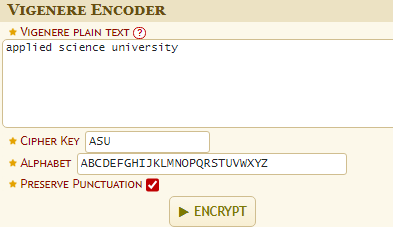 VIGENERE ENCODER
★ VIGENERE PLAIN TEXT ?
applied science university
★ CIPHER KEY ASU
★ ALPHABET ABCDEFGHIJKLMNOPQRSTUVWXYZ
★ PRESERVE PUNCTUATION
▶ ENCRYPT